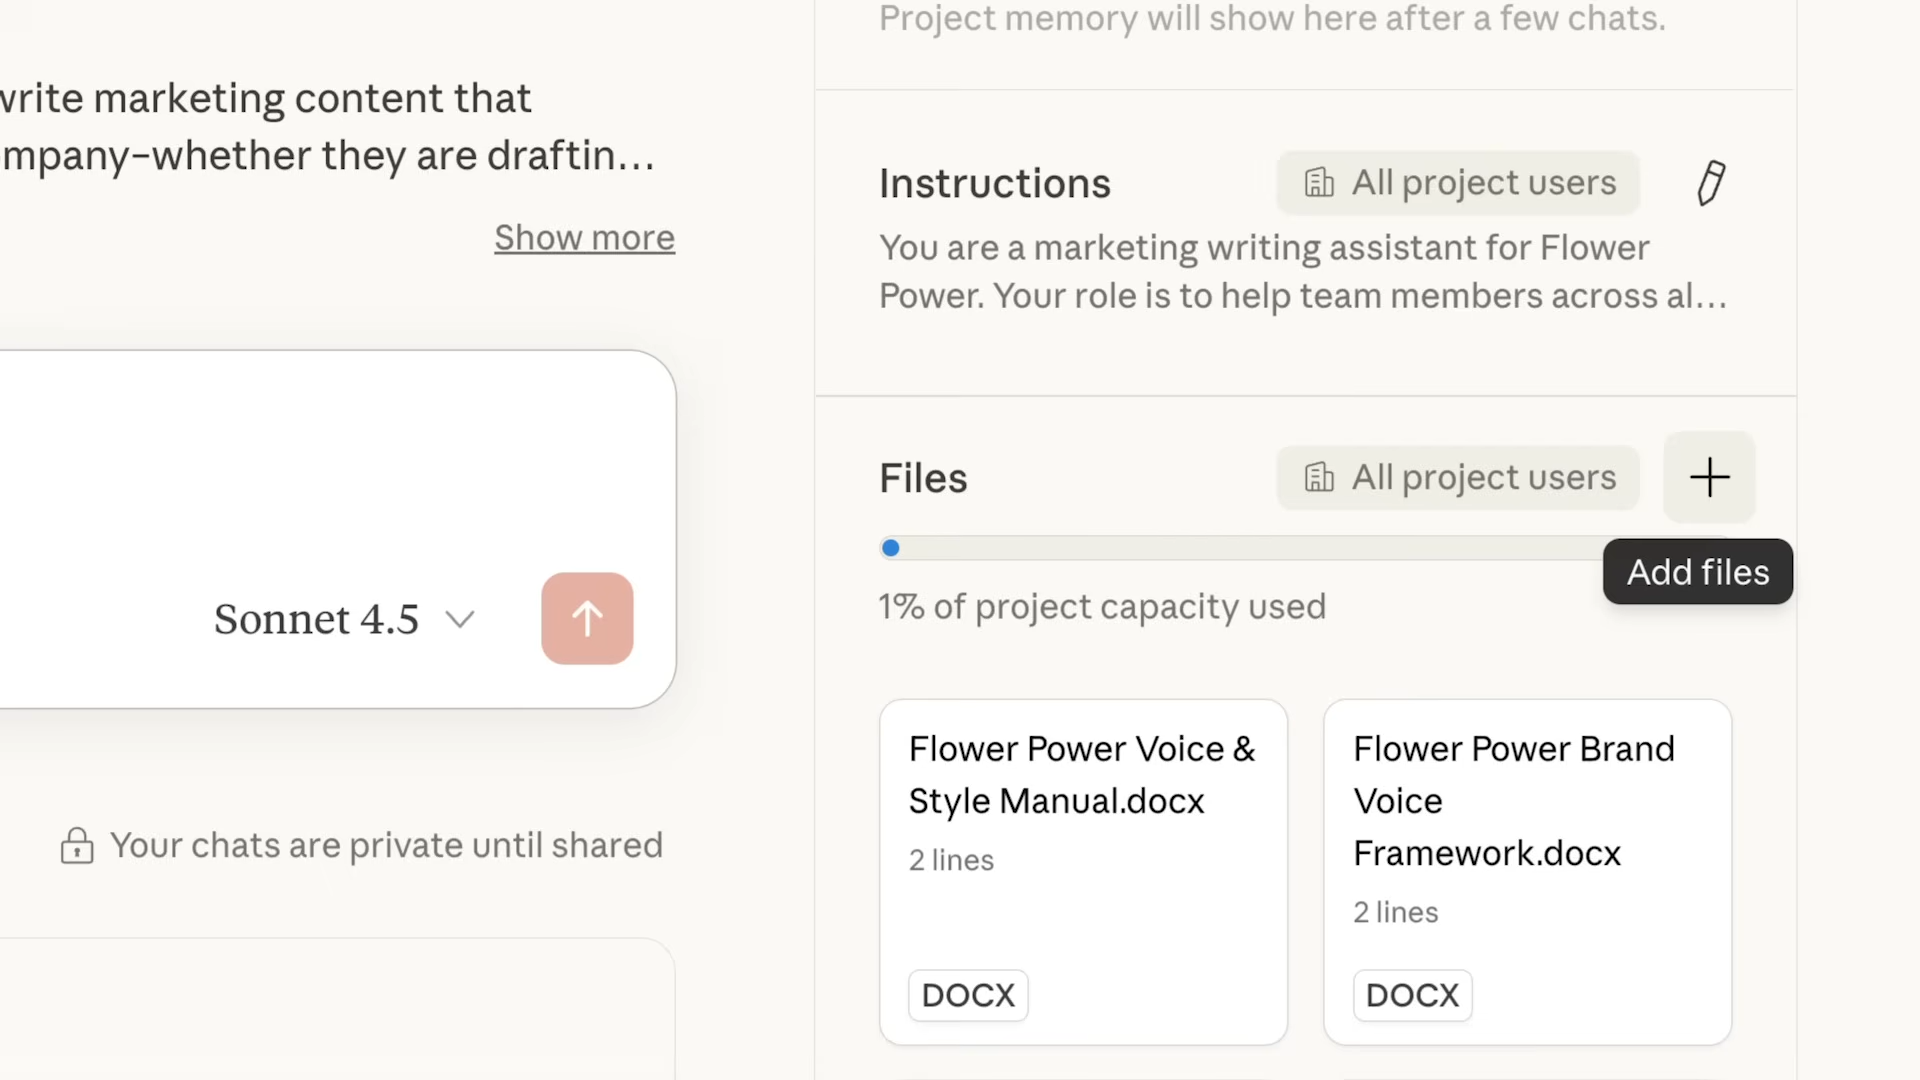 Project memory will show here after a few chats.
write marketing content that
mpany–whether they are draftin...
Show more
Instructions
All project users
You are a marketing writing assistant for Flower
Power. Your role is to help team members across al...
Files
All project users
Add files
1% of project capacity used
Sonnet 4.5
Flower Power Voice &
Style Manual.docx
2 lines
DOCX
Flower Power Brand
Voice
Framework.docx
2 lines
DOCX
Your chats are private until shared